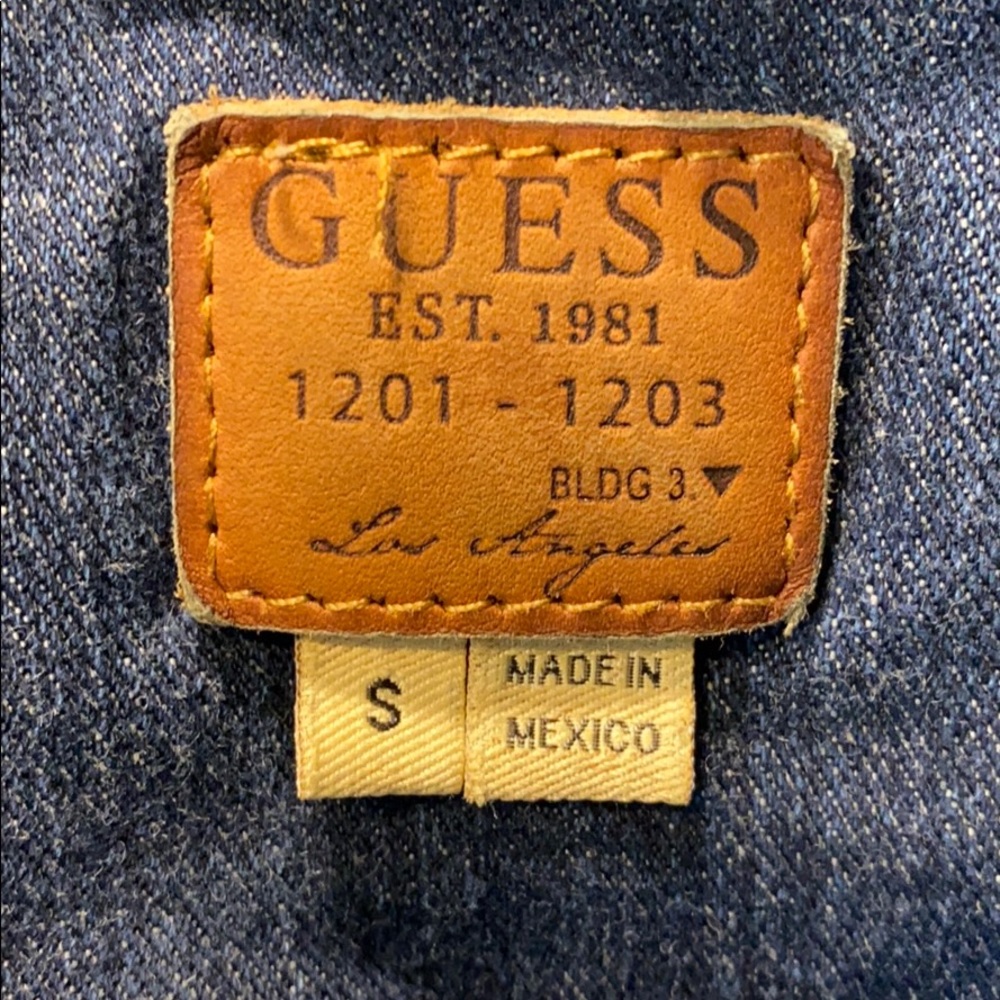 GUESS
EST. 1981
1201 - 1203
BLDG 3.
Los Angeles
S
MADE IN
MEXICO